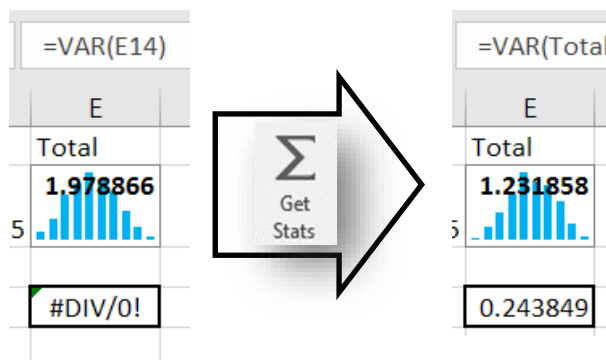 =VAR(E14)
E
Total
1.978866
5
#DIV/0!
Get
Stats
=VAR(Total
E
Total
1.231858
0.243849